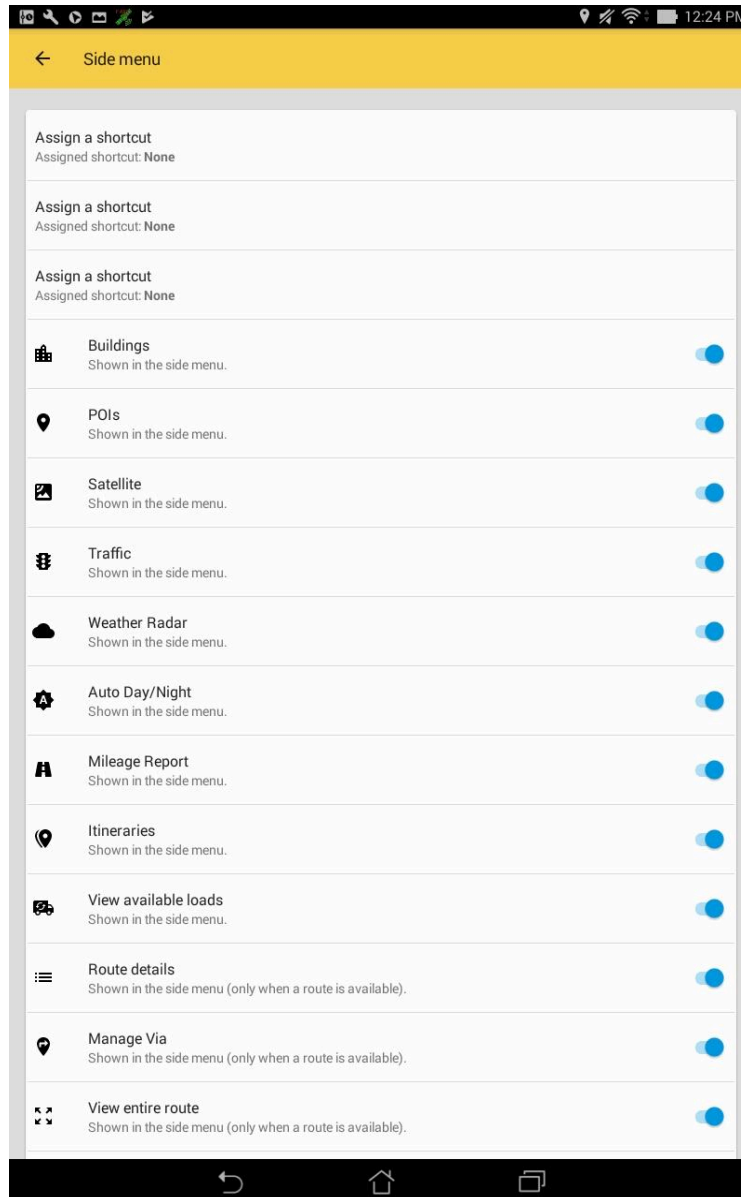 12:24 PM
Side menu
Assign a shortcut
Assigned shortcut: None
Assign a shortcut
Assigned shortcut: None
Assign a shortcut
Assigned shortcut: None
Buildings
Shown in the side menu.
POIs
Shown in the side menu.
Satellite
Shown in the side menu.
Traffic
Shown in the side menu.
Weather Radar
Shown in the side menu.
Auto Day/Night
Shown in the side menu.
Mileage Report
Shown in the side menu.
Itineraries
Shown in the side menu.
View available loads
Shown in the side menu.
Route details
Shown in the side menu (only when a route is available).
Manage Via
Shown in the side menu (only when a route is available).
View entire route
Shown in the side menu (only when a route is available).